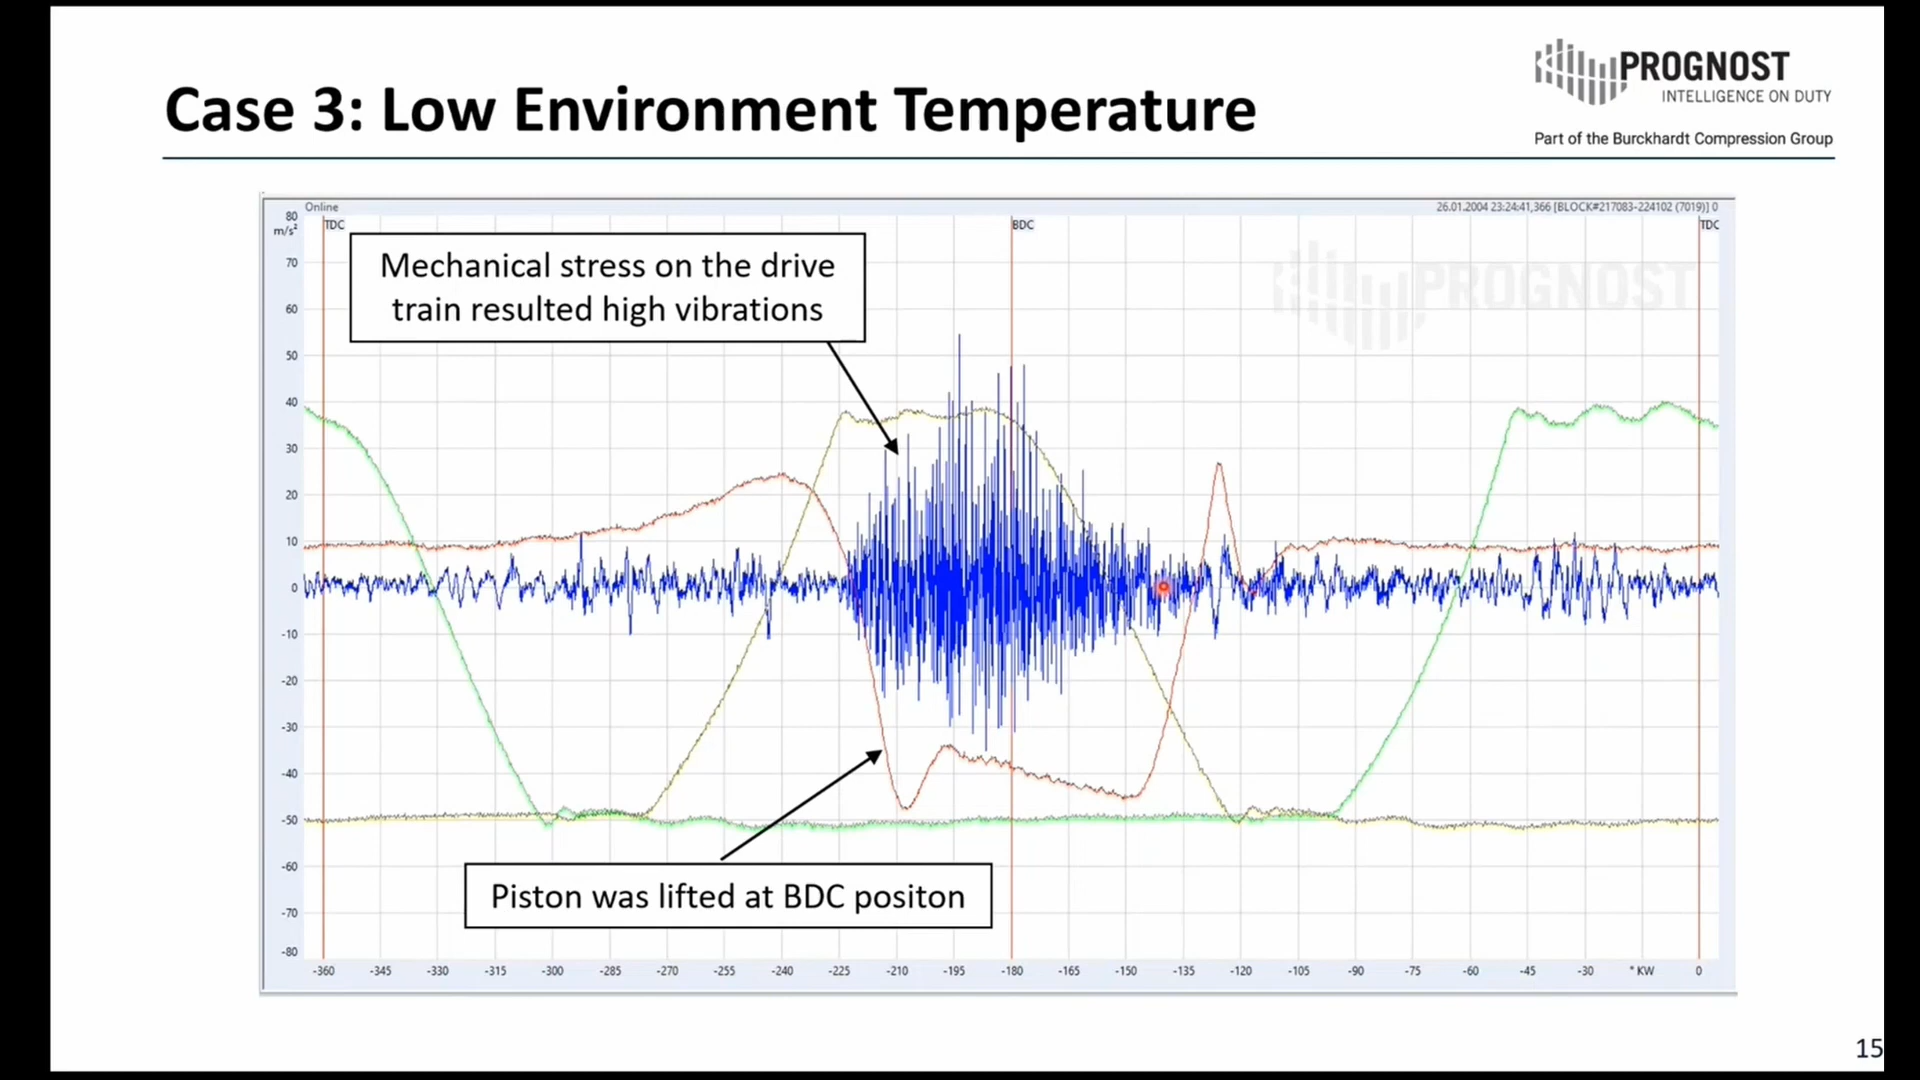 Case 3: Low Environment Temperature
PROGNOST
INTELLIGENCE ON DUTY
Part of the Burckhardt Compression Group
Online
26.01.2004 23:24:41,366 [BLOCK#217083-224102 (7019)] 0
80
m/s²
TDC
BDC
TDC
Mechanical stress on the drive
train resulted high vibrations
PROGNOST
70
60
50
40
30
20
10
0
-10
-20
-30
-40
-50
-60
-70
-80
Piston was lifted at BDC positon
-360 -345 -330 -315 -300 -285 -270 -255 -240 -225 -210 -195 -180 -165 -150 -135 -120 -105 -90 -75 -60 -45 -30 °KW 0
15